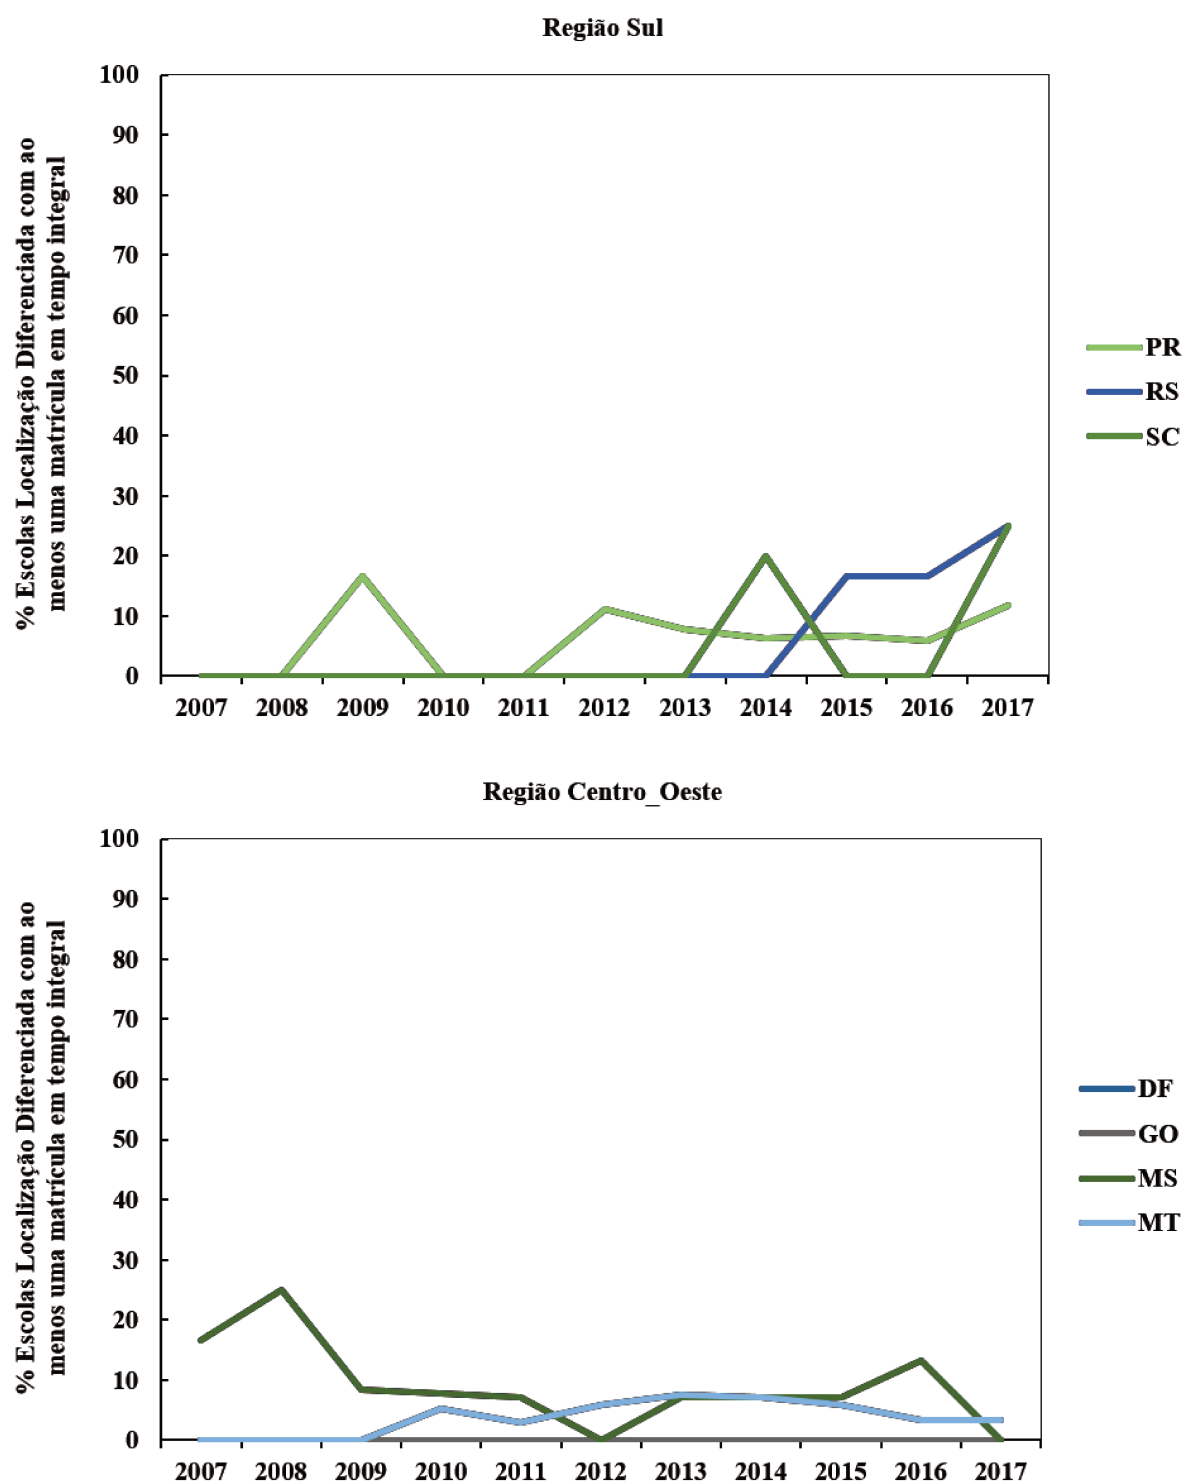 Região Sul
% Escolas Localização Diferenciada com ao
menos uma matrícula em tempo integral
100
90
80
70
60
50
40
30
20
10
0
2007 2008 2009 2010 2011 2012 2013 2014 2015 2016 2017
PR
RS
SC
Região Centro_Oeste
% Escolas Localização Diferenciada com ao
menos uma matrícula em tempo integral
100
90
80
70
60
50
40
30
20
10
0
2007 2008 2009 2010 2011 2012 2013 2014 2015 2016 2017
DF
GO
MS
MT